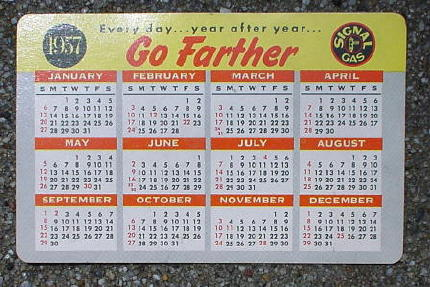 1957
Every day...year after year...
Go Farther
SIGNAL
GAS
JANUARY
S M T W T F S
1 2 3 4 5
6 7 8 9 10 11 12
13 14 15 16 17 18 19
20 21 22 23 24 25 26
27 28 29 30 31
FEBRUARY
S M T W T F S
1 2
3 4 5 6 7 8 9
10 11 12 13 14 15 16
17 18 19 20 21 22 23
24 25 26 27 28
MARCH
S M T W T F S
1 2
3 4 5 6 7 8 9
10 11 12 13 14 15 16
17 18 19 20 21 22 23
24/31 25 26 27 28 29 30
APRIL
S M T W T F S
1 2 3 4 5 6
7 8 9 10 11 12 13
14 15 16 17 18 19 20
21 22 23 24 25 26 27
28 29 30
MAY
1 2 3 4
5 6 7 8 9 10 11
12 13 14 15 16 17 18
19 20 21 22 23 24 25
26 27 28 29 30 31
JUNE
1
2 3 4 5 6 7 8
9 10 11 12 13 14 15
16 17 18 19 20 21 22
23/30 24 25 26 27 28 29
JULY
1 2 3 4 5 6
7 8 9 10 11 12 13
14 15 16 17 18 19 20
21 22 23 24 25 26 27
28 29 30 31
AUGUST
1 2 3
4 5 6 7 8 9 10
11 12 13 14 15 16 17
18 19 20 21 22 23 24
25 26 27 28 29 30 31
SEPTEMBER
1 2 3 4 5 6 7
8 9 10 11 12 13 14
15 16 17 18 19 20 21
22 23 24 25 26 27 28
29 30
OCTOBER
1 2 3 4 5
6 7 8 9 10 11 12
13 14 15 16 17 18 19
20 21 22 23 24 25 26
27 28 29 30 31
NOVEMBER
1 2
3 4 5 6 7 8 9
10 11 12 13 14 15 16
17 18 19 20 21 22 23
24 25 26 27 28 29 30
DECEMBER
1 2 3 4 5 6 7
8 9 10 11 12 13 14
15 16 17 18 19 20 21
22 23 24 25 26 27 28
29 30 31